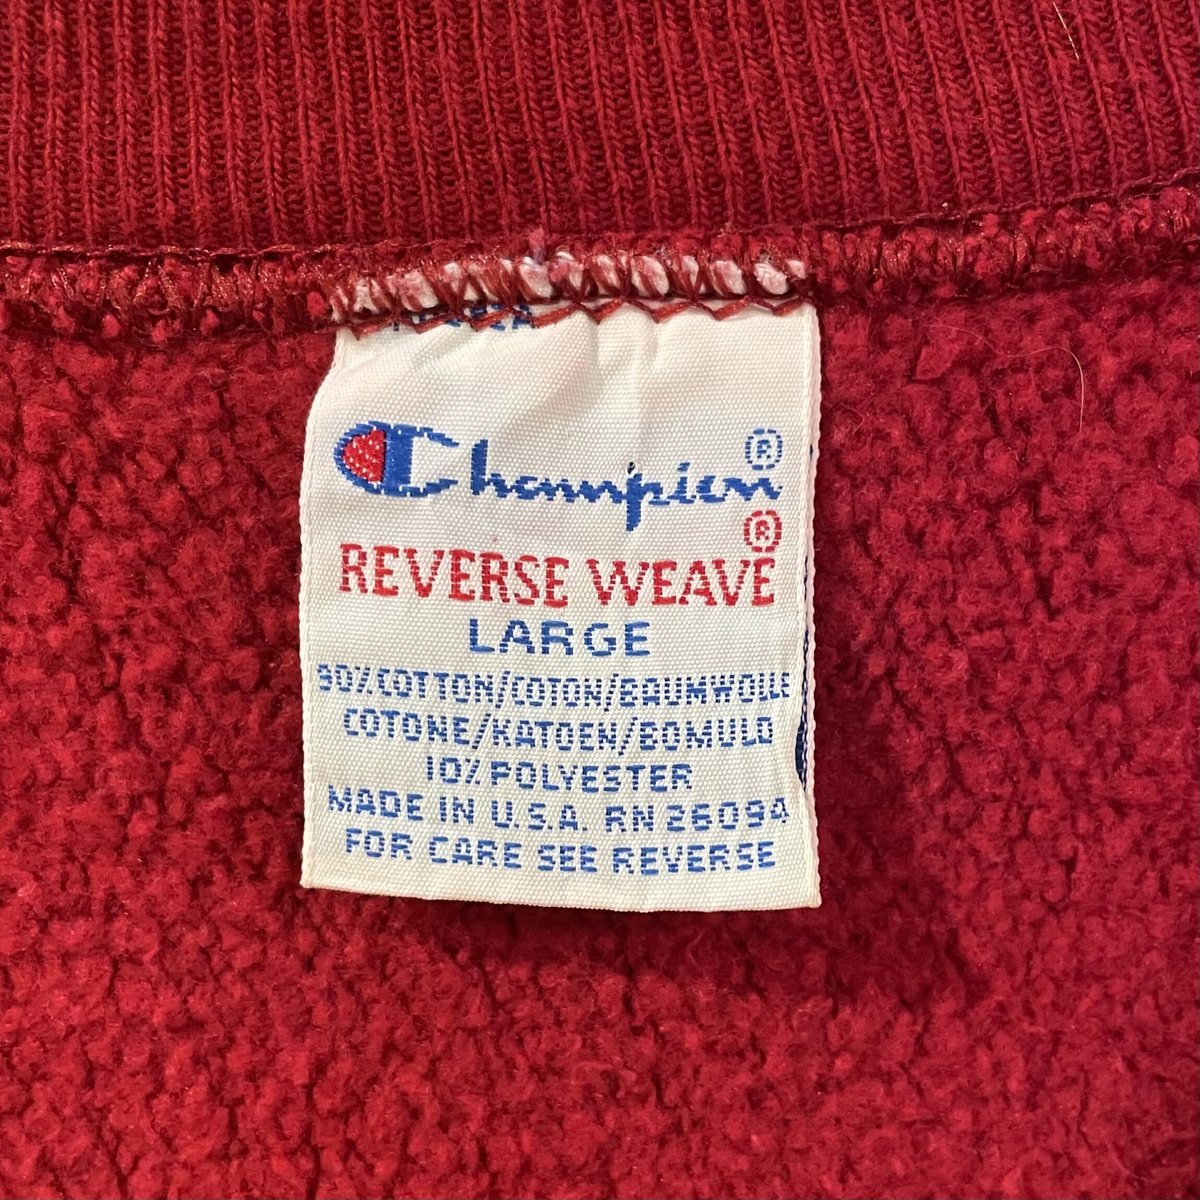 Champion®
REVERSE WEAVE®
LARGE
90% COTTON/COTON/BAUMWOLLE
COTONE/KATOEN/BOMULD
10% POLYESTER
MADE IN U.S.A. RN 26094
FOR CARE SEE REVERSE